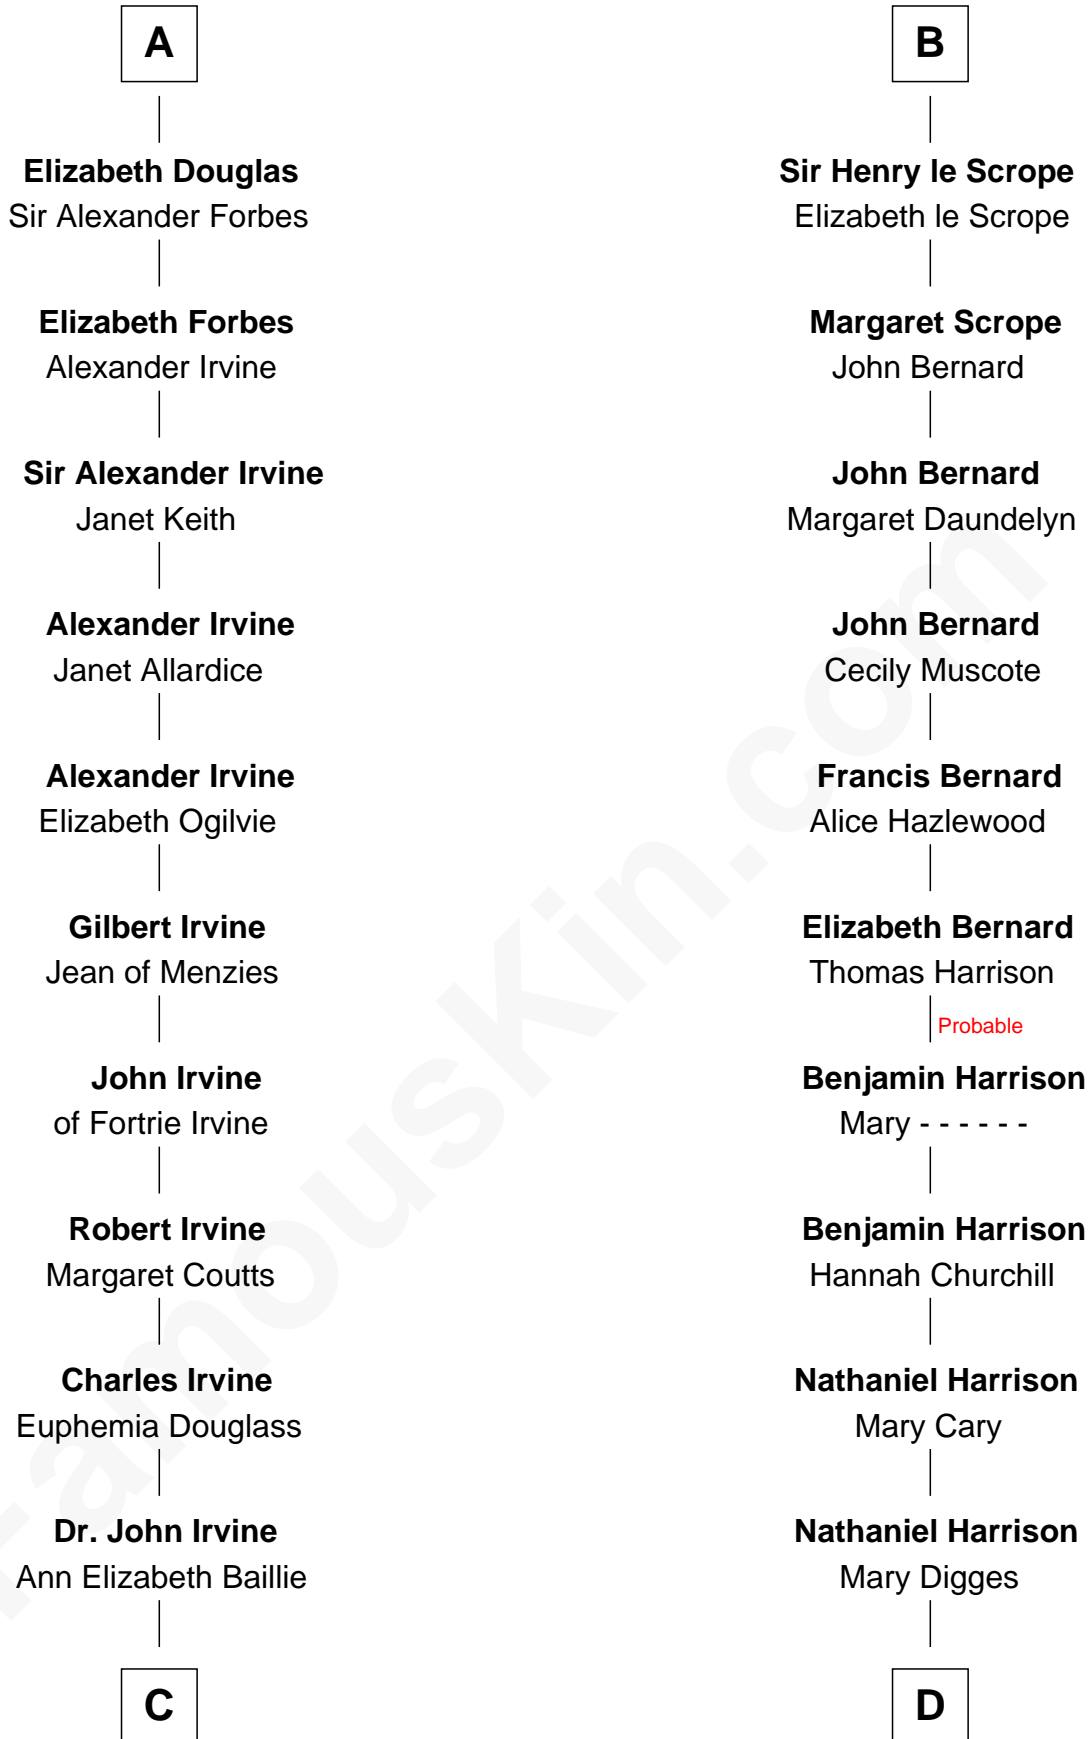 A
Elizabeth Douglas
Sir Alexander Forbes
Elizabeth Forbes
Alexander Irvine
Sir Alexander Irvine
Janet Keith
Alexander Irvine
Janet Allardice
Alexander Irvine
Elizabeth Ogilvie
Gilbert Irvine
Jean of Menzies
John Irvine
of Fortrie Irvine
Robert Irvine
Margaret Coutts
Charles Irvine
Euphemia Douglass
Dr. John Irvine
Ann Elizabeth Baillie
C
B
Sir Henry le Scrope
Elizabeth le Scrope
Margaret Scrope
John Bernard
John Bernard
Margaret Daundelyn
John Bernard
Cecily Muscote
Francis Bernard
Alice Hazlewood
Elizabeth Bernard
Thomas Harrison
Probable
Benjamin Harrison
Mary - - - - - -
Benjamin Harrison
Hannah Churchill
Nathaniel Harrison
Mary Cary
Nathaniel Harrison
Mary Digges
D
FamousKin.com